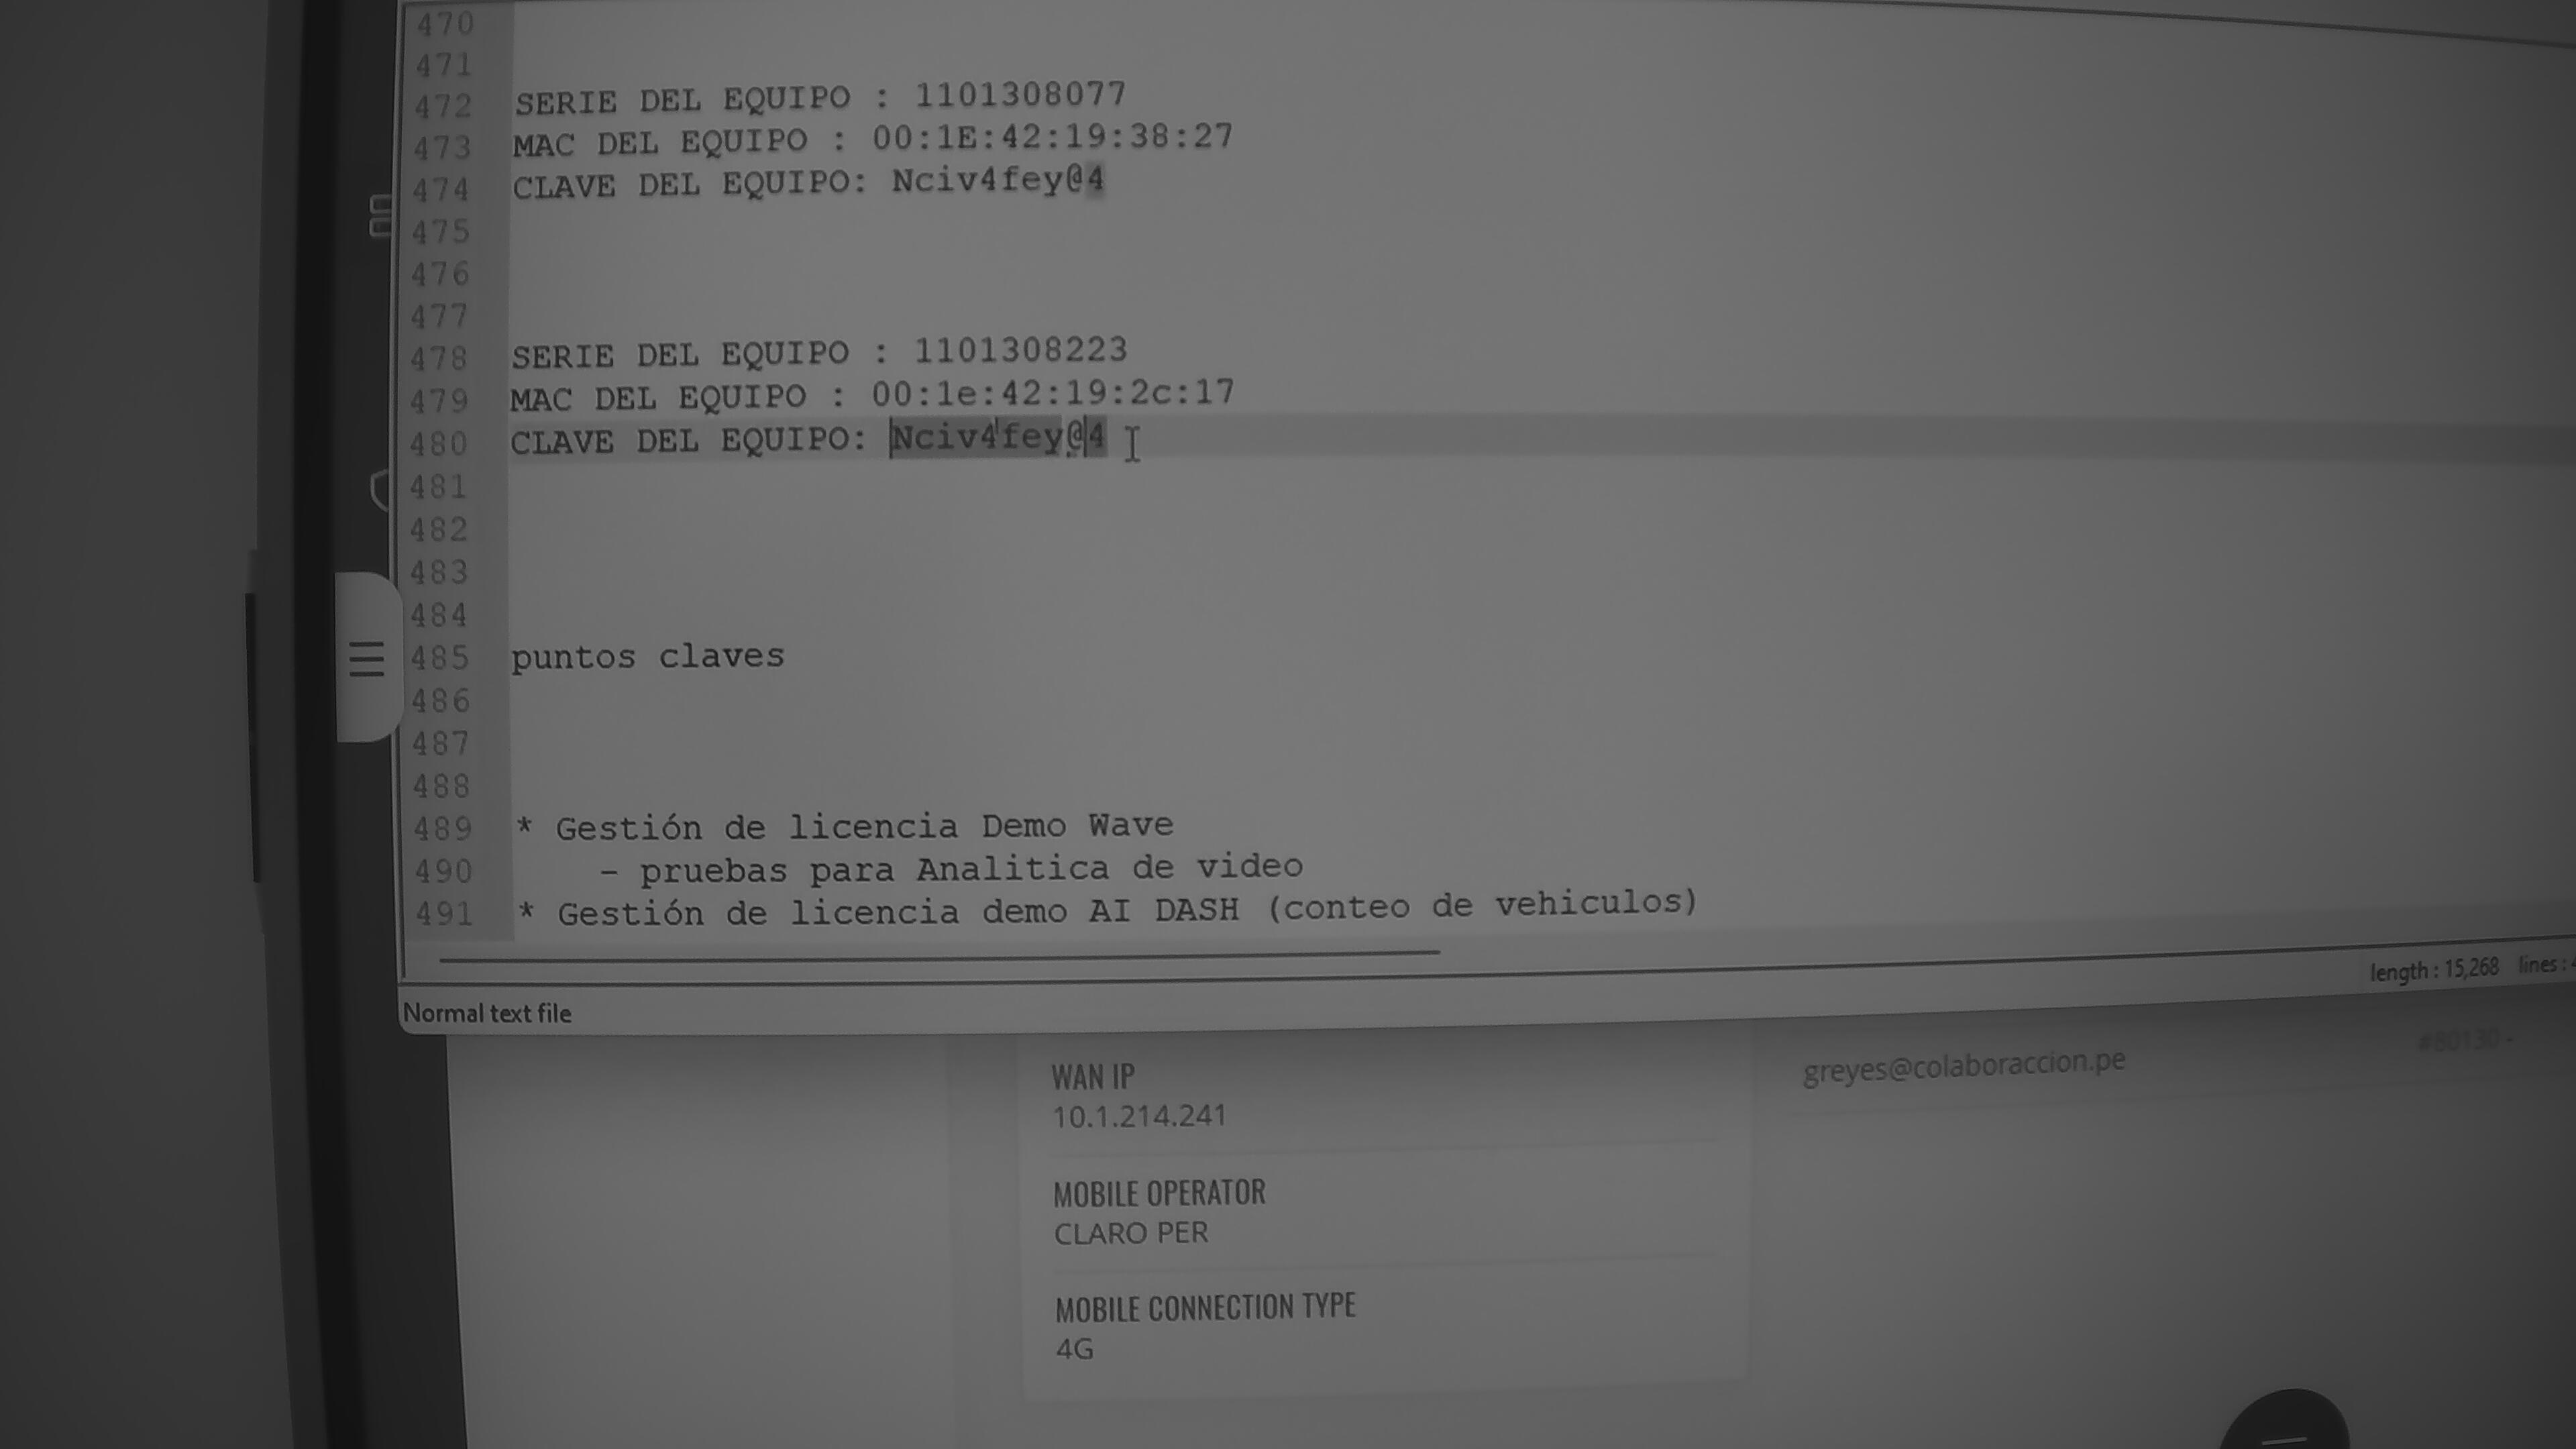 470
471
472 SERIE DEL EQUIPO : 1101308077
473 MAC DEL EQUIPO : 00:1E:42:19:38:27
474 CLAVE DEL EQUIPO: Nciv4fey@4
475
476
477
478 SERIE DEL EQUIPO : 1101308223
479 MAC DEL EQUIPO : 00:1e:42:19:2c:17
480 CLAVE DEL EQUIPO: Nciv4fey@4
481
482
483
484
485 puntos claves
486
487
488
489 * Gestión de licencia Demo Wave
490 - pruebas para Analitica de video
491 * Gestión de licencia demo AI DASH (conteo de vehiculos)
length : 15,268 lines : 4
Normal text file
WAN IP
10.1.214.241
greyes@colaboraccion.pe
#80130 -
MOBILE OPERATOR
CLARO PER
MOBILE CONNECTION TYPE
4G